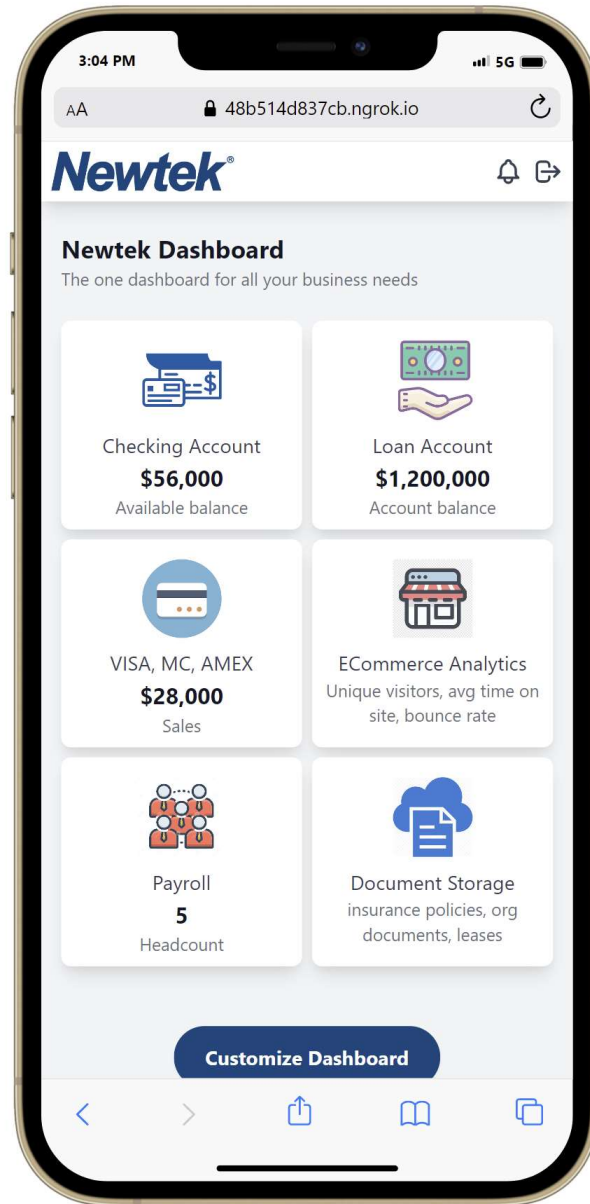 3:04 PM
5G
AA
48b514d837cb.ngrok.io
Newtek®
Newtek Dashboard
The one dashboard for all your business needs
$
Checking Account
$56,000
Available balance
Loan Account
$1,200,000
Account balance
VISA, MC, AMEX
$28,000
Sales
ECommerce Analytics
Unique visitors, avg time on
site, bounce rate
Payroll
5
Headcount
Document Storage
insurance policies, org
documents, leases
Customize Dashboard